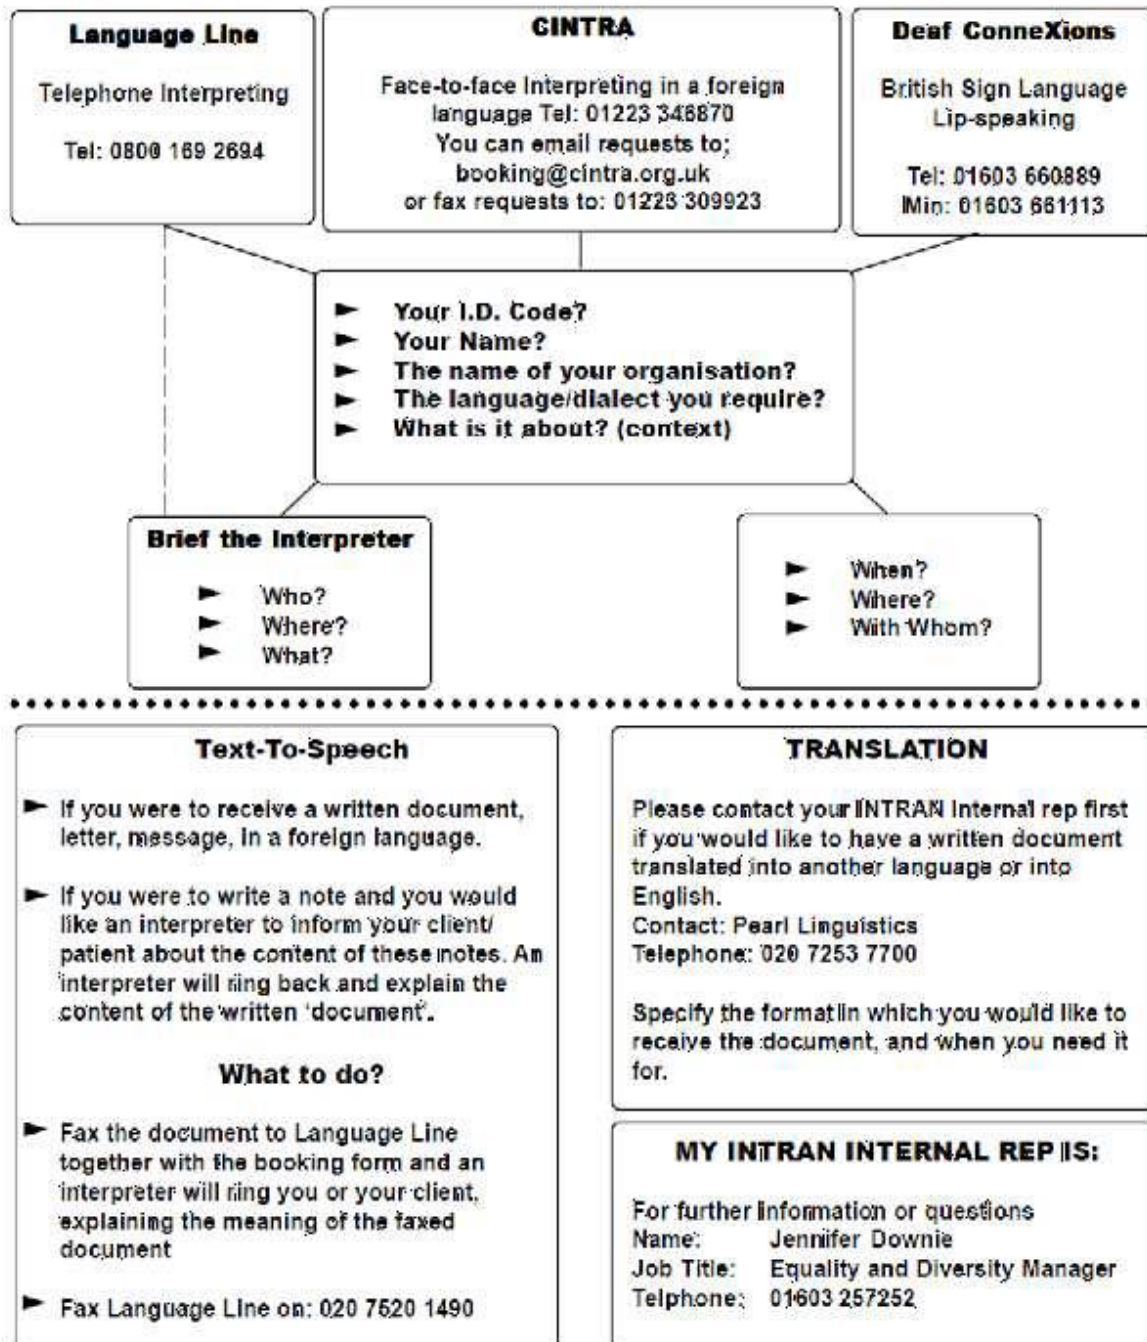 Language Line
Telephone Interpreting
Tel: 0800 169 2694
CINTRA
Face-to-face Interpreting in a foreign
language Tel: 01223 346870
You can email requests to;
booking@cintra.org.uk
or fax requests to: 01223 309923
Deaf ConneXions
British Sign Language
Lip-speaking
Tel: 01603 660889
Min: 01603 661113
► Your I.D. Code?
► Your Name?
► The name of your organisation?
► The language/dialect you require?
► What is it about? (context)
Brief the Interpreter
► Who?
► Where?
► What?
► When?
► Where?
► With Whom?
Text-To-Speech
► If you were to receive a written document,
letter, message, in a foreign language.
► If you were to write a note and you would
like an interpreter to inform your client/
patient about the content of these notes. An
interpreter will ring back and explain the
content of the written 'document'.
What to do?
► Fax the document to Language Line
together with the booking form and an
interpreter will ring you or your client,
explaining the meaning of the faxed
document
► Fax Language Line on: 020 7520 1490
TRANSLATION
Please contact your INTRAN Internal rep first
if you would like to have a written document
translated into another language or into
English.
Contact: Pearl Linguistics
Telephone: 020 7253 7700
Specify the format in which you would like to
receive the document, and when you need it
for.
MY INTRAN INTERNAL REP IS:
For further information or questions
Name: Jennifer Downie
Job Title: Equality and Diversity Manager
Telphone: 01603 257252